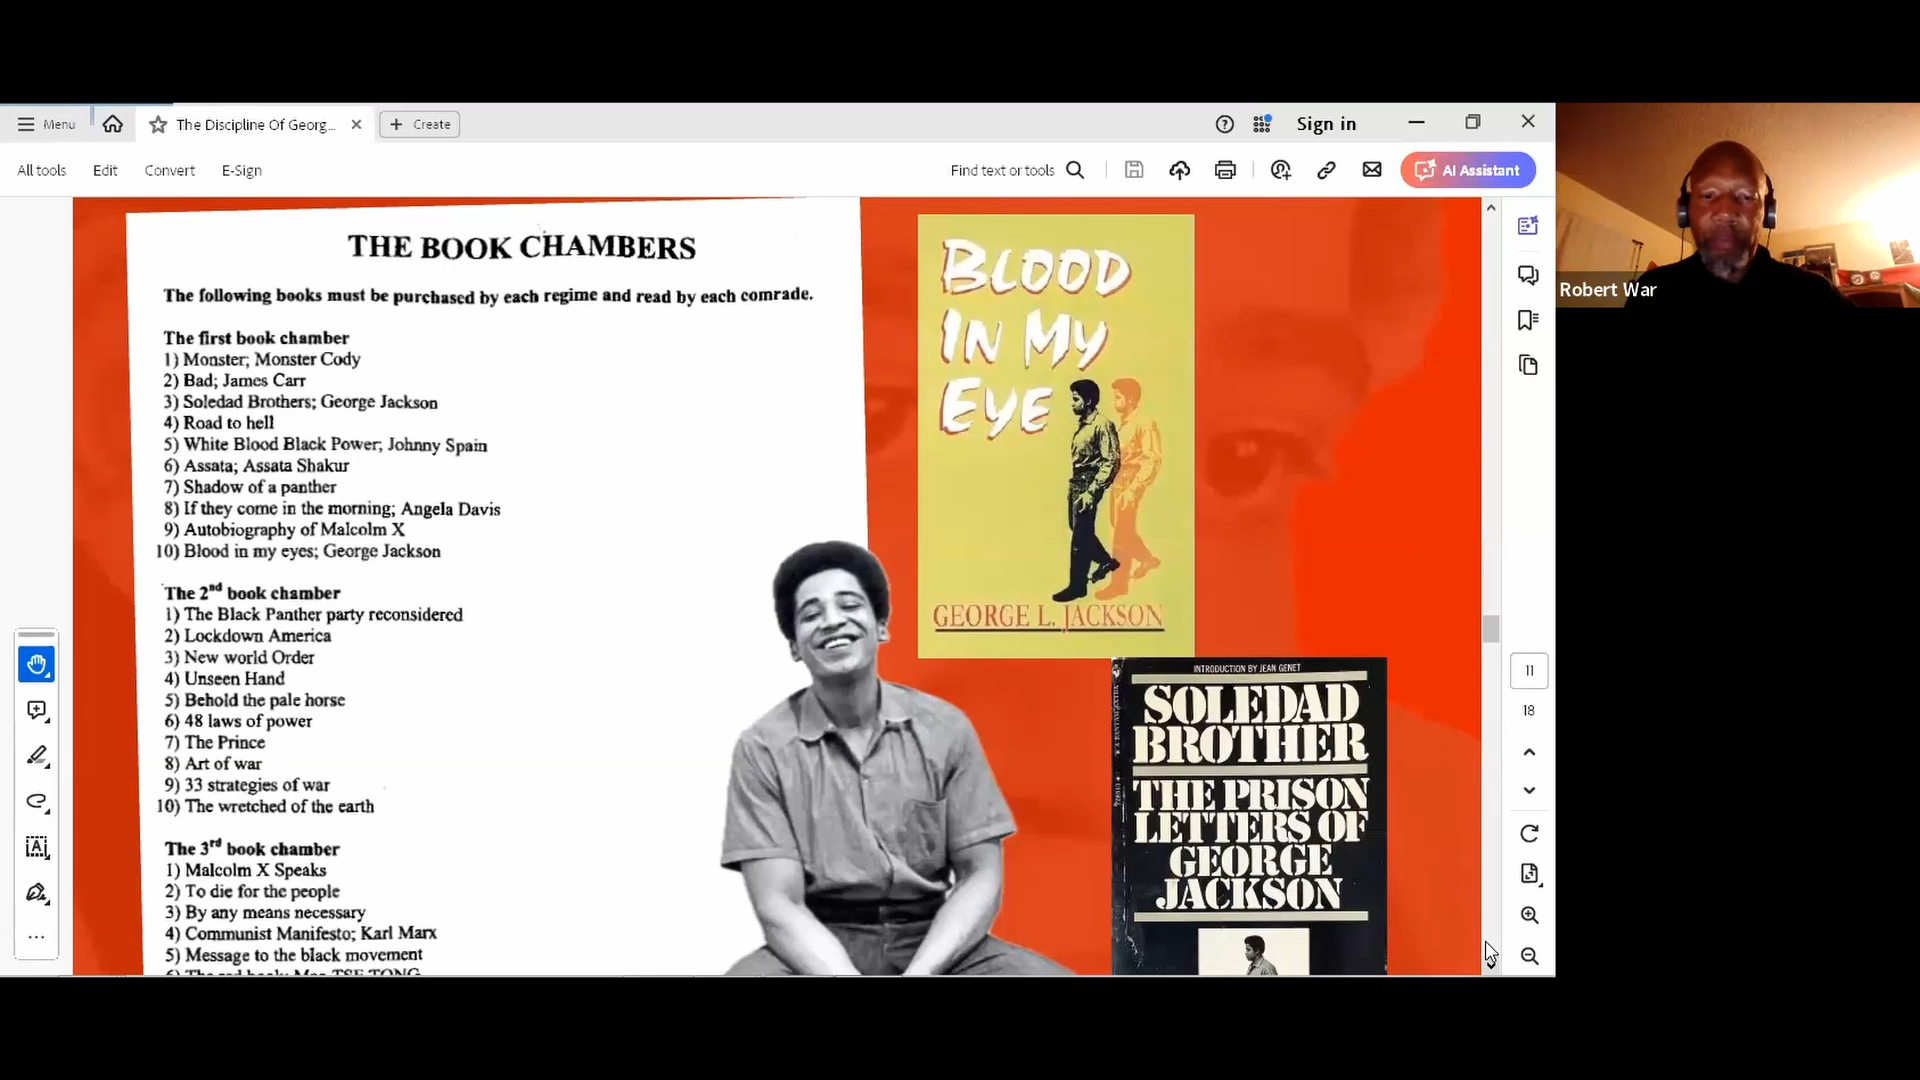 Menu
The Discipline Of Georg...
Create
Sign in
All tools
Edit
Convert
E-Sign
Find text or tools
AI Assistant
THE BOOK CHAMBERS
The following books must be purchased by each regime and read by each comrade.
The first book chamber
1) Monster; Monster Cody
2) Bad; James Carr
3) Soledad Brothers; George Jackson
4) Road to hell
5) White Blood Black Power; Johnny Spain
6) Assata; Assata Shakur
7) Shadow of a panther
8) If they come in the morning; Angela Davis
9) Autobiography of Malcolm X
10) Blood in my eyes; George Jackson
The 2nd book chamber
1) The Black Panther party reconsidered
2) Lockdown America
3) New world Order
4) Unseen Hand
5) Behold the pale horse
6) 48 laws of power
7) The Prince
8) Art of war
9) 33 strategies of war
10) The wretched of the earth
The 3rd book chamber
1) Malcolm X Speaks
2) To die for the people
3) By any means necessary
4) Communist Manifesto; Karl Marx
5) Message to the black movement
6) The red book; Mao TSE TONG
BLOOD
IN MY
EYE
GEORGE L. JACKSON
INTRODUCTION BY JEAN GENET
SOLEDAD
BROTHER
THE PRISON
LETTERS OF
GEORGE
JACKSON
11
18
Robert War